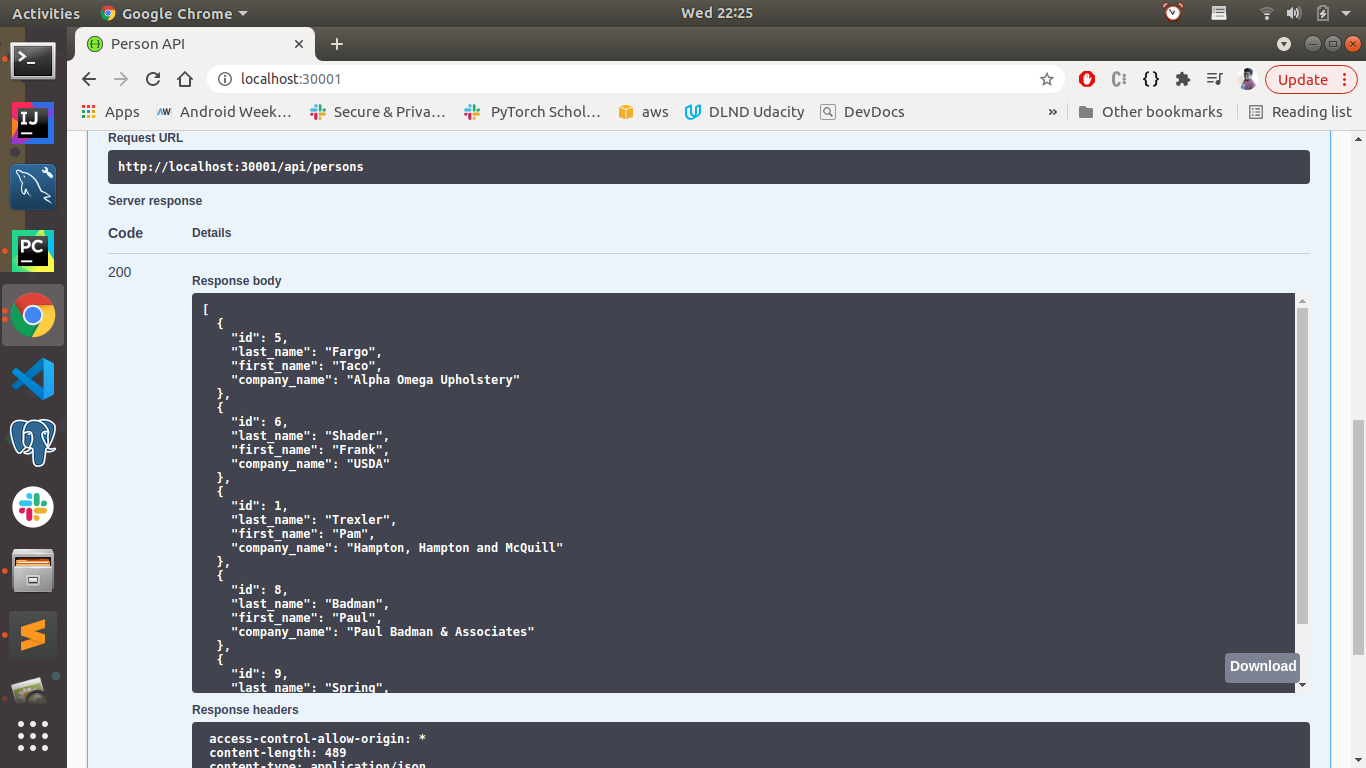 Activities
Google Chrome
Wed 22:25
Person API
localhost:30001
Update
Apps
Android Week…
Secure & Priva…
PyTorch Schol…
aws
DLND Udacity
DevDocs
»
Other bookmarks
Reading list
Request URL
http://localhost:30001/api/persons
Server response
Code
Details
200
Response body
[
{
"id": 5,
"last_name": "Fargo",
"first_name": "Taco",
"company_name": "Alpha Omega Upholstery"
},
{
"id": 6,
"last_name": "Shader",
"first_name": "Frank",
"company_name": "USDA"
},
{
"id": 1,
"last_name": "Trexler",
"first_name": "Pam",
"company_name": "Hampton, Hampton and McQuill"
},
{
"id": 8,
"last_name": "Badman",
"first_name": "Paul",
"company_name": "Paul Badman & Associates"
},
{
"id": 9,
"last_name": "Spring",
Download
Response headers
access-control-allow-origin: *
content-length: 489
content-type: application/json
IJ
PC